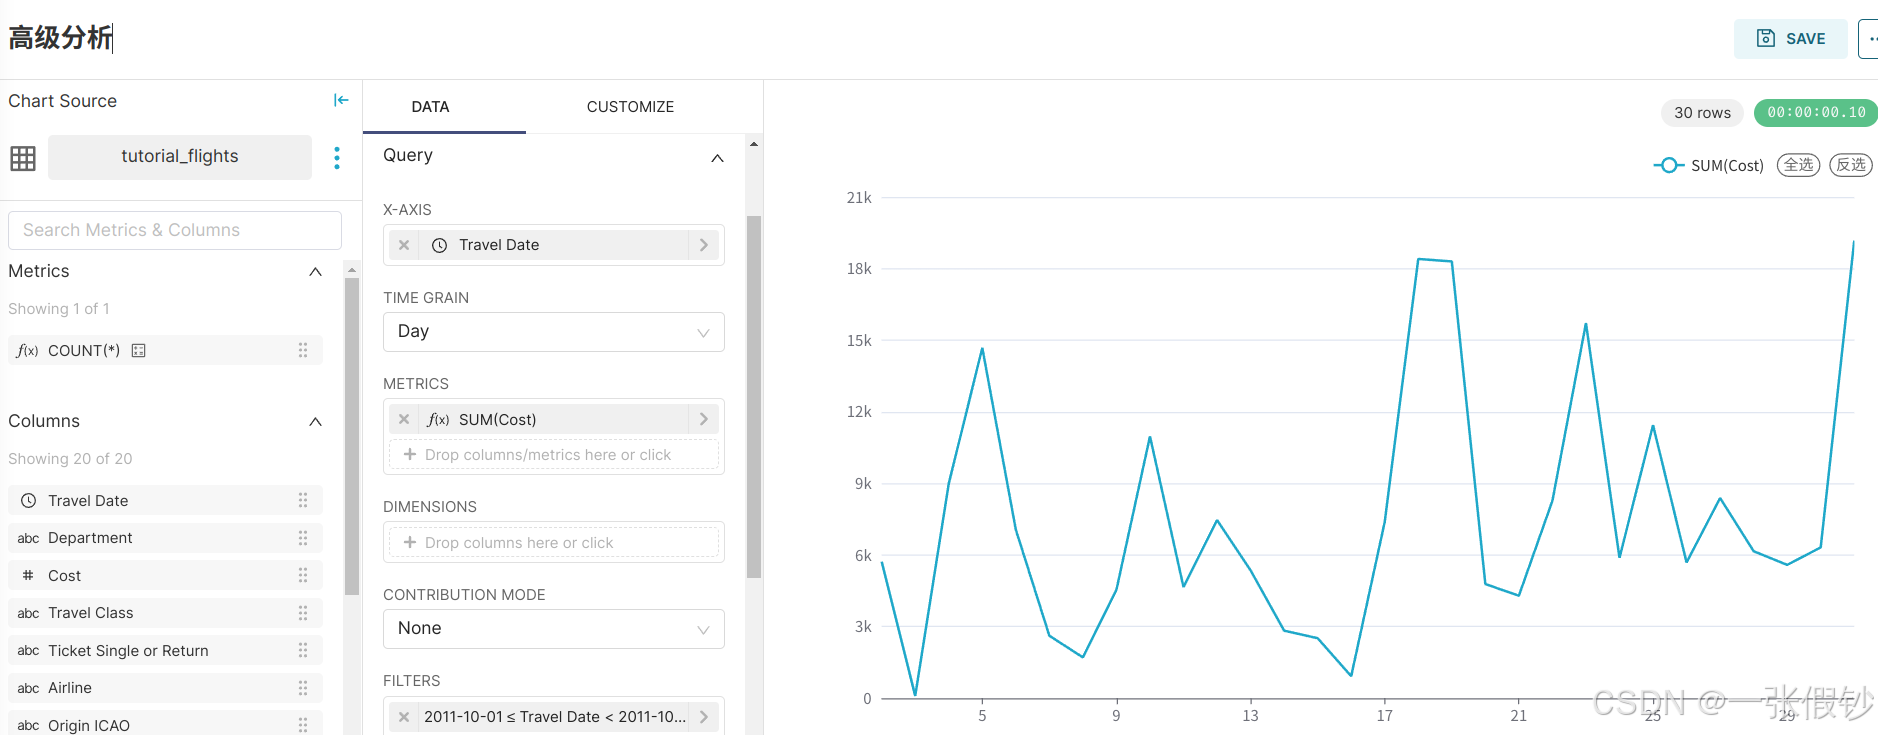 高级分析
SAVE
Chart Source
tutorial_flights
Search Metrics & Columns
Metrics
Showing 1 of 1
f(x) COUNT(*)
Columns
Showing 20 of 20
Travel Date
abc Department
# Cost
abc Travel Class
abc Ticket Single or Return
abc Airline
abc Origin ICAO
DATA
CUSTOMIZE
Query
X-AXIS
Travel Date
TIME GRAIN
Day
METRICS
f(x) SUM(Cost)
+ Drop columns/metrics here or click
DIMENSIONS
+ Drop columns here or click
CONTRIBUTION MODE
None
FILTERS
2011-10-01 ≤ Travel Date < 2011-10...
30 rows
00:00:00.10
SUM(Cost) 全选 反选
21k
18k
15k
12k
9k
6k
3k
0
5 9 13 17 21 25 29
CSDN @一张假钞